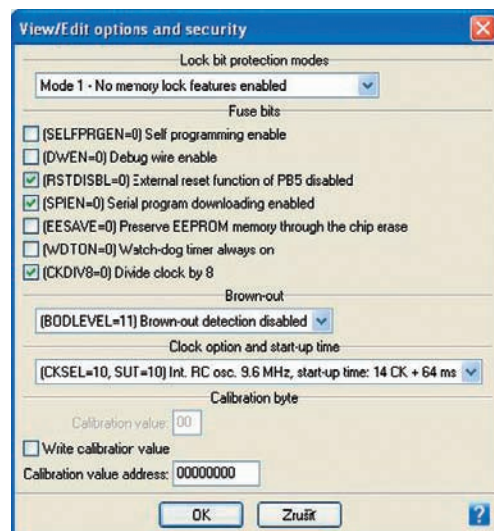 View/Edit options and security
Lock bit protection modes
Mode 1 - No memory lock features enabled
Fuse bits
(SELFPRGEN=0) Self programming enable
(DWEN=0) Debug wire enable
(RSTDISBL=0) External reset function of PB5 disabled
(SPIEN=0) Serial program downloading enabled
(EESAVE=0) Preserve EEPROM memory through the chip erase
(WDTON=0) Watch-dog timer always on
(CKDIV8=0) Divide clock by 8
Brown-out
(BODLEVEL=11) Brown-out detection disabled
Clock option and start-up time
(CKSEL=10, SUT=10) Int. RC osc. 9.6 MHz, start-up time: 14 CK + 64 ms
Calibration byte
Calibration value: 00
Write calibration value
Calibration value address: 00000000
OK Zrušit ?